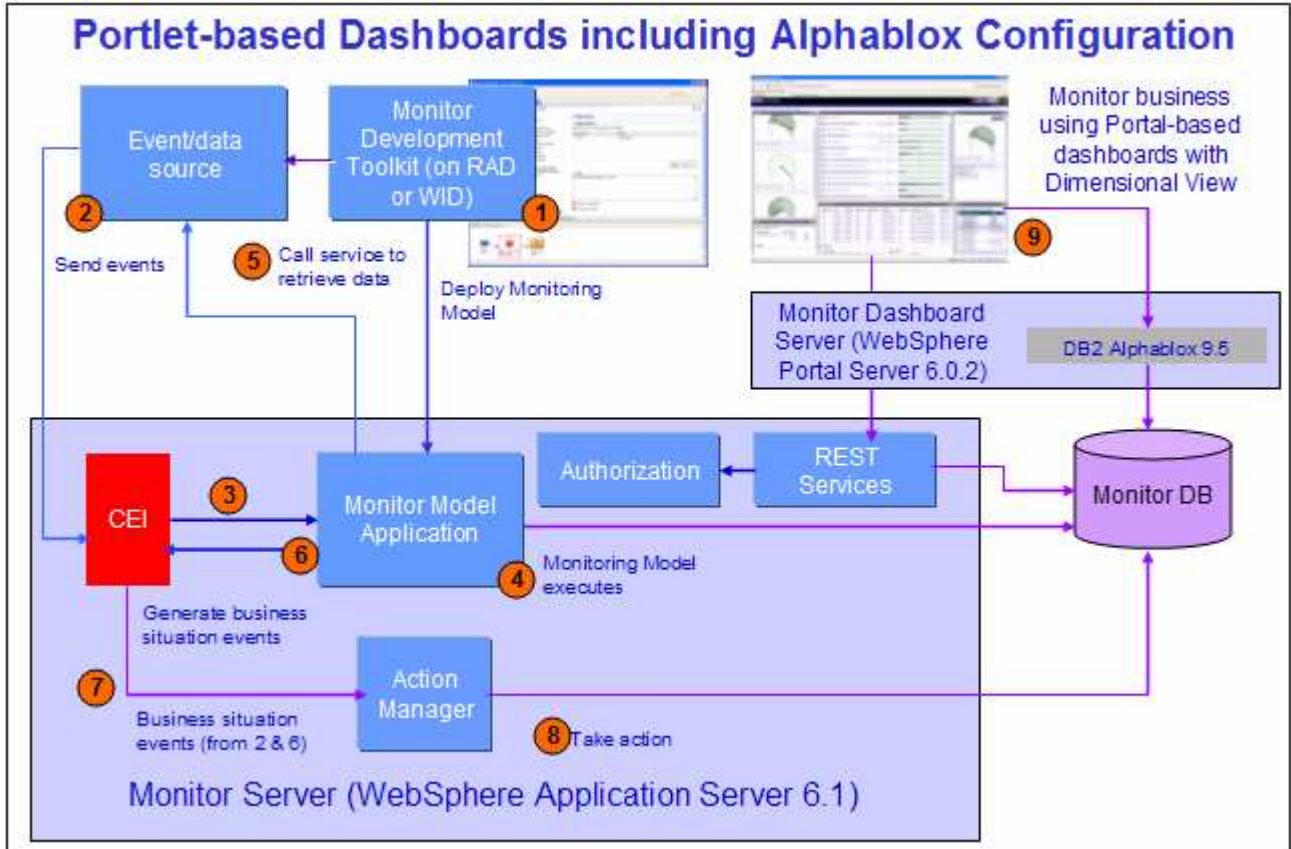 Portlet-based Dashboards including Alphablox Configuration
Event/data
source
2
Monitor
Development
Toolkit (on RAD
or WID)
1
Monitor business
using Portal-based
dashboards with
Dimensional View
9
Send events
5
Call service to
retrieve data
Deploy Monitoring
Model
Monitor Dashboard
Server (WebSphere
Portal Server 6.0.2)
DB2 Alphablox 9.5
CEI
3
6
Monitor Model
Application
4
Authorization
REST
Services
Monitor DB
Monitoring Model
executes
Generate business
situation events
7
Business situation
events (from 2 & 6)
Action
Manager
8
Take action
Monitor Server (WebSphere Application Server 6.1)